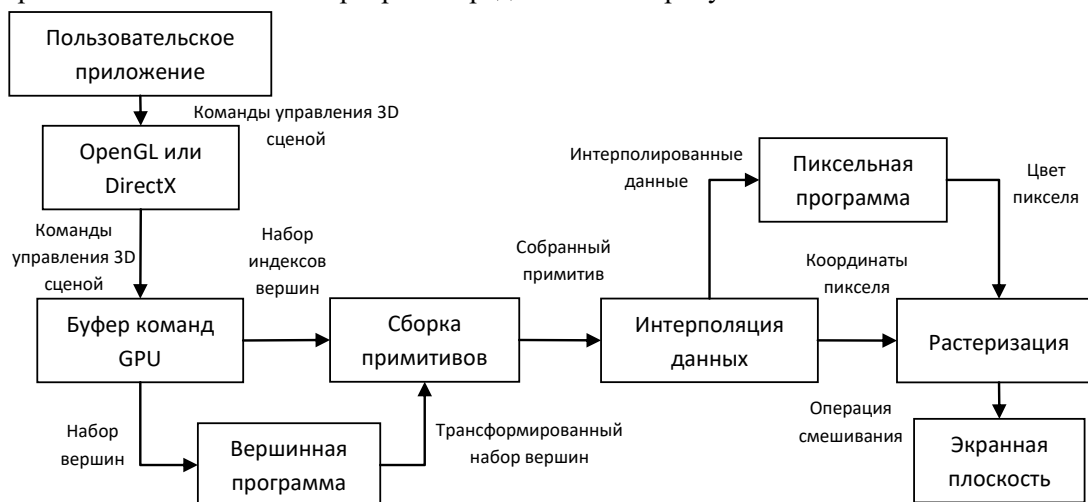 Пользовательское
приложение
Команды управления 3D
сценой
OpenGL или
DirectX
Интерполированные
данные
Пиксельная
программа
Цвет
пикселя
Команды
управления 3D
сценой
Набор
индексов
вершин
Собранный
примитив
Координаты
пикселя
Буфер команд
GPU
Сборка
примитивов
Интерполяция
данных
Растеризация
Набор
вершин
Вершинная
программа
Трансформированный
набор вершин
Операция
смешивания
Экранная
плоскость